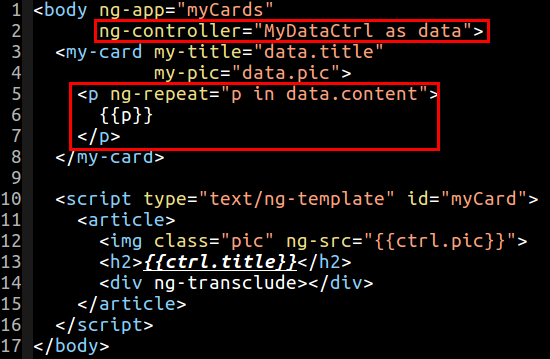 1 <body ng-app="myCards"
2       ng-controller="MyDataCtrl as data">
3   <my-card my-title="data.title"
4            my-pic="data.pic">
5     <p ng-repeat="p in data.content">
6       {{p}}
7     </p>
8   </my-card>
9
10   <script type="text/ng-template" id="myCard">
11     <article>
12       <img class="pic" ng-src="{{ctrl.pic}}">
13       <h2>{{ctrl.title}}</h2>
14       <div ng-transclude></div>
15     </article>
16   </script>
17 </body>